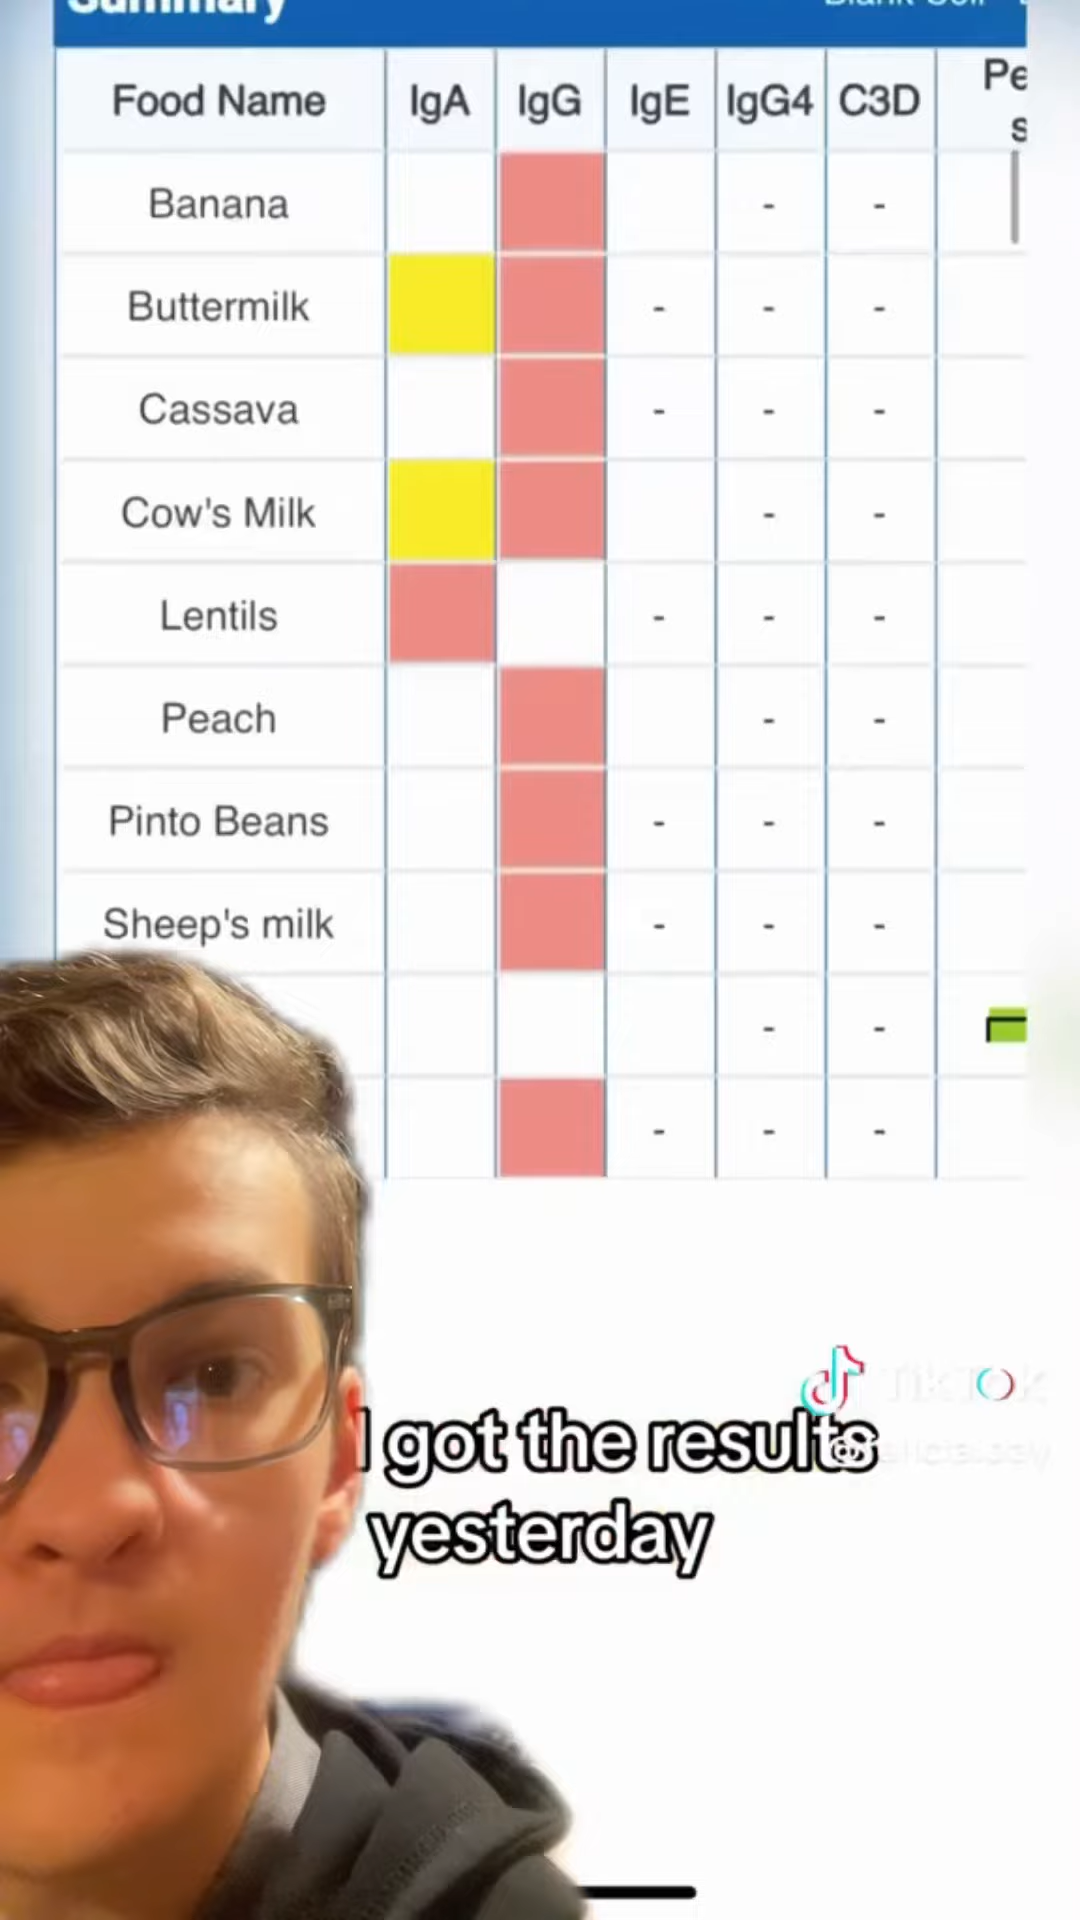 Summary
Food Name IgA IgG IgE IgG4 C3D
Banana - -
Buttermilk - - -
Cassava - - -
Cow's Milk - -
Lentils - - -
Peach - -
Pinto Beans - - -
Sheep's milk - - -
- -
- - -
TikTok
I got the results
yesterday